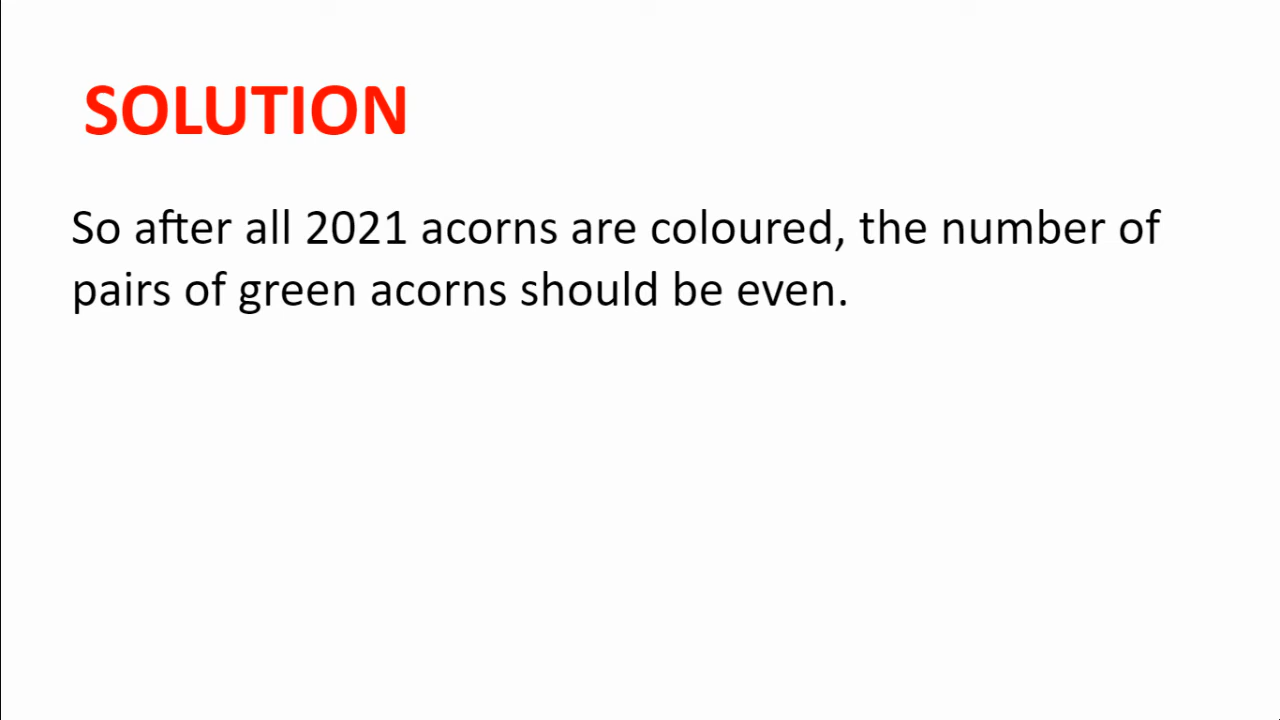 SOLUTION
So after all 2021 acorns are coloured, the number of
pairs of green acorns should be even.